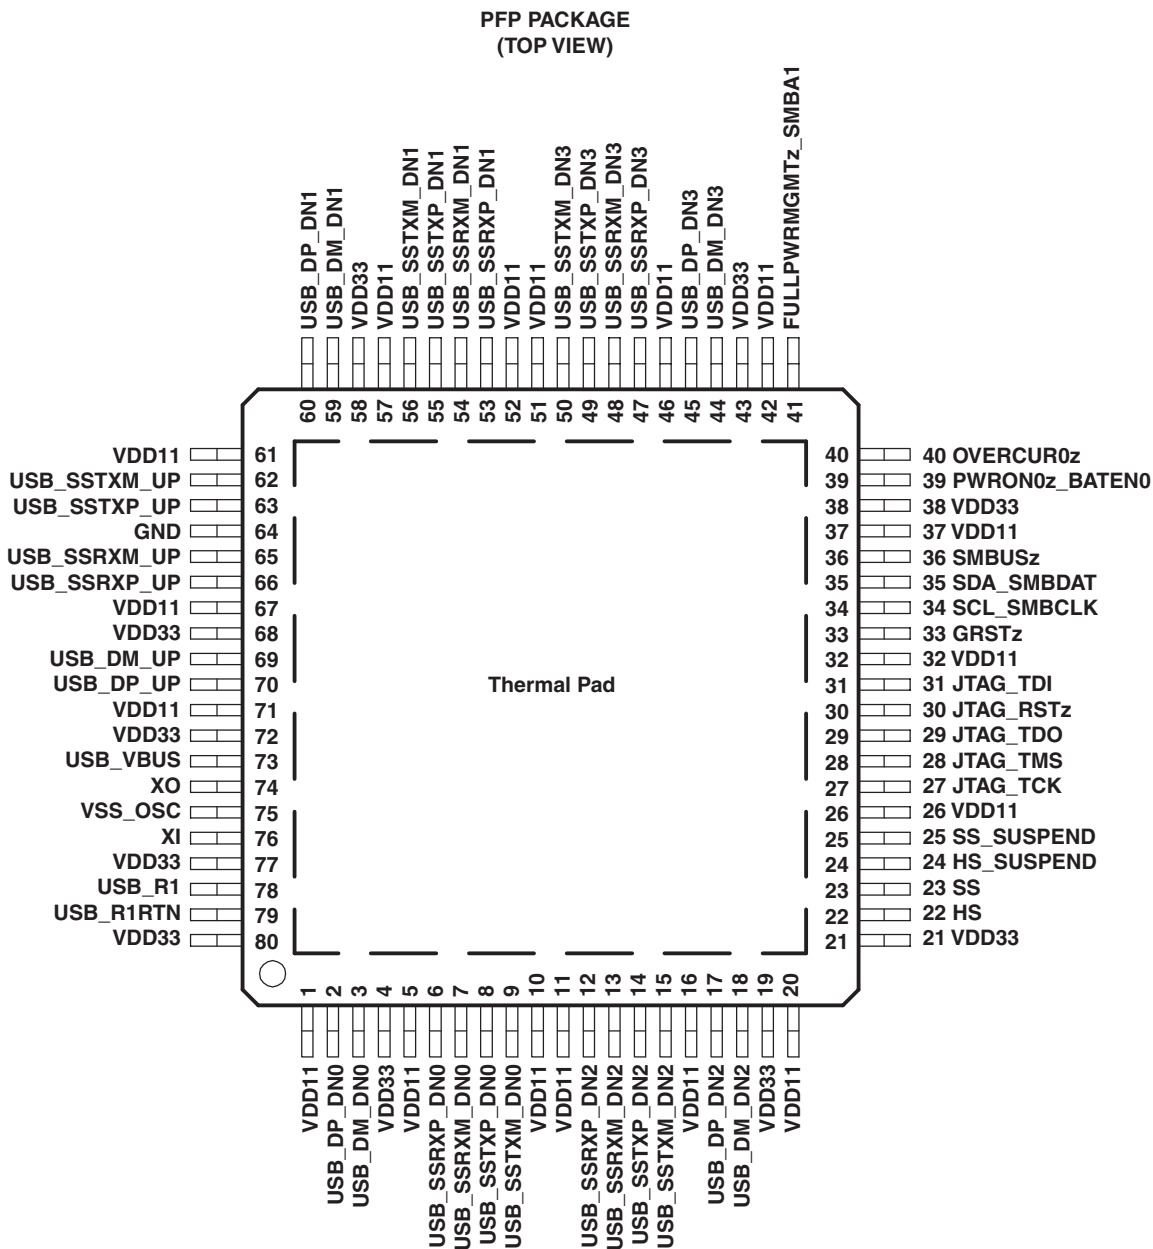 PFP PACKAGE
(TOP VIEW)
USB_DP_DN1
USB_DM_DN1
VDD33
VDD11
USB_SSTXM_DN1
USB_SSTXP_DN1
USB_SSRXM_DN1
USB_SSRXP_DN1
VDD11
VDD11
USB_SSTXM_DN3
USB_SSTXP_DN3
USB_SSRXM_DN3
USB_SSRXP_DN3
VDD11
USB_DP_DN3
USB_DM_DN3
VDD33
VDD11
FULLPWRMGMTz_SMBA1
60
59
58
57
56
55
54
53
52
51
50
49
48
47
46
45
44
43
42
41
VDD11 61
USB_SSTXM_UP 62
USB_SSTXP_UP 63
GND 64
USB_SSRXM_UP 65
USB_SSRXP_UP 66
VDD11 67
VDD33 68
USB_DM_UP 69
USB_DP_UP 70
VDD11 71
VDD33 72
USB_VBUS 73
XO 74
VSS_OSC 75
XI 76
VDD33 77
USB_R1 78
USB_R1RTN 79
VDD33 80
Thermal Pad
40 40 OVERCUR0z
39 39 PWRON0z_BATEN0
38 38 VDD33
37 37 VDD11
36 36 SMBUSz
35 35 SDA_SMBDAT
34 34 SCL_SMBCLK
33 33 GRSTz
32 32 VDD11
31 31 JTAG_TDI
30 30 JTAG_RSTz
29 29 JTAG_TDO
28 28 JTAG_TMS
27 27 JTAG_TCK
26 26 VDD11
25 25 SS_SUSPEND
24 24 HS_SUSPEND
23 23 SS
22 22 HS
21 21 VDD33
1
2
3
4
5
6
7
8
9
10
11
12
13
14
15
16
17
18
19
20
VDD11
USB_DP_DN0
USB_DM_DN0
VDD33
VDD11
USB_SSRXP_DN0
USB_SSRXM_DN0
USB_SSTXP_DN0
USB_SSTXM_DN0
VDD11
VDD11
USB_SSRXP_DN2
USB_SSRXM_DN2
USB_SSTXP_DN2
USB_SSTXM_DN2
VDD11
USB_DP_DN2
USB_DM_DN2
VDD33
VDD11